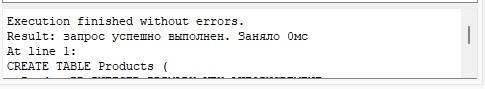 Execution finished without errors.
Result: запрос успешно выполнен. Заняло 0мс
At line 1:
CREATE TABLE Products (